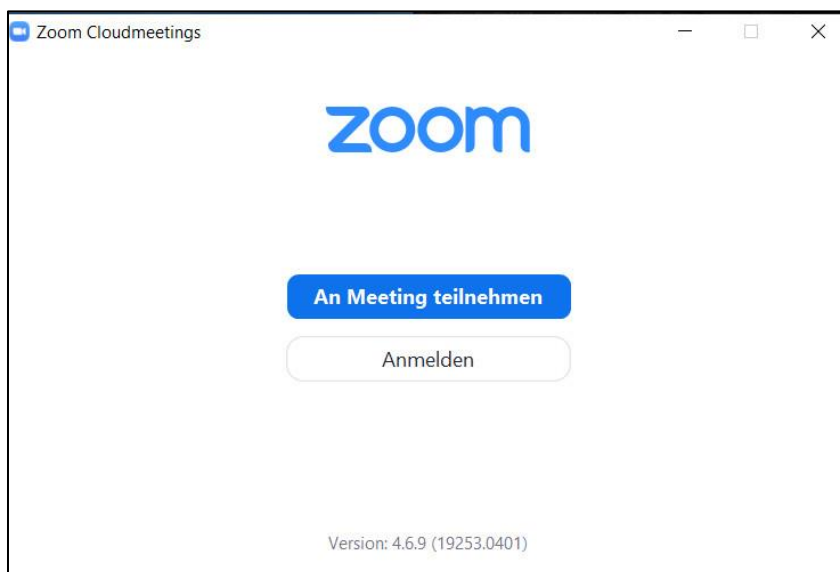 Zoom Cloudmeetings
zoom
An Meeting teilnehmen
Anmelden
Version: 4.6.9 (19253.0401)